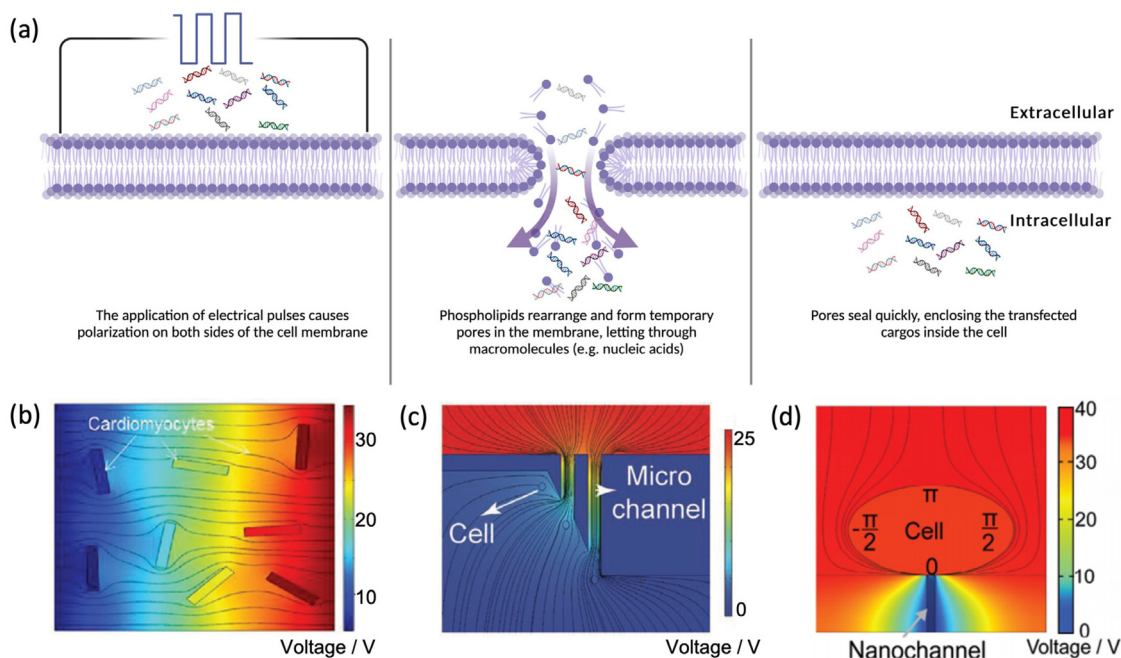 (a)
Extracellular
Intracellular
The application of electrical pulses causes
polarization on both sides of the cell membrane
Phospholipids rearrange and form temporary
pores in the membrane, letting through
macromolecules (e.g. nucleic acids)
Pores seal quickly, enclosing the transfected
cargos inside the cell
(b)
Cardiomyocytes
30
20
10
Voltage / V
(c)
Cell
Micro
channel
25
0
Voltage / V
(d)
π
-π/2
Cell
π/2
0
Nanochannel
40
30
20
10
0
Voltage / V